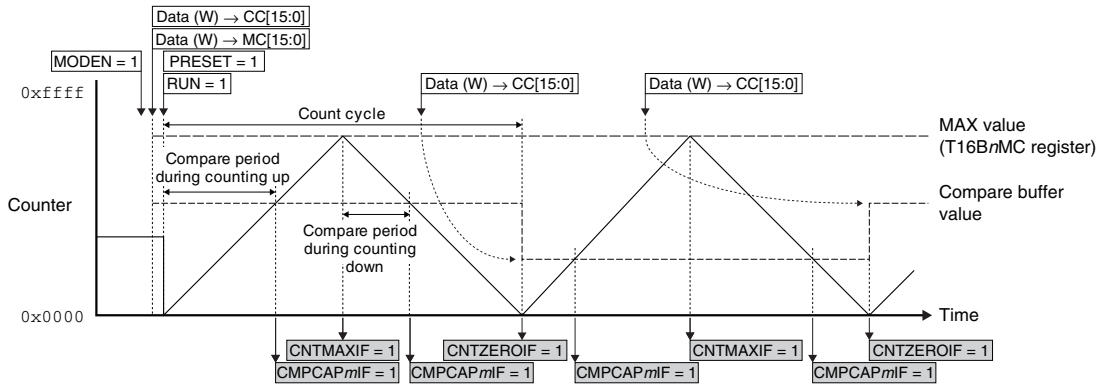 Data (W) → CC[15:0]
Data (W) → MC[15:0]
MODEN = 1
PRESET = 1
RUN = 1
Data (W) → CC[15:0]
Data (W) → CC[15:0]
0xffff
Count cycle
MAX value
(T16BnMC register)
Compare period
during counting up
Compare buffer
value
Counter
Compare period
during counting
down
0x0000
Time
CNTMAXIF = 1
CNTZEROIF = 1
CNTMAXIF = 1
CNTZEROIF = 1
CMPCAPmIF = 1
CMPCAPmIF = 1
CMPCAPmIF = 1
CMPCAPmIF = 1